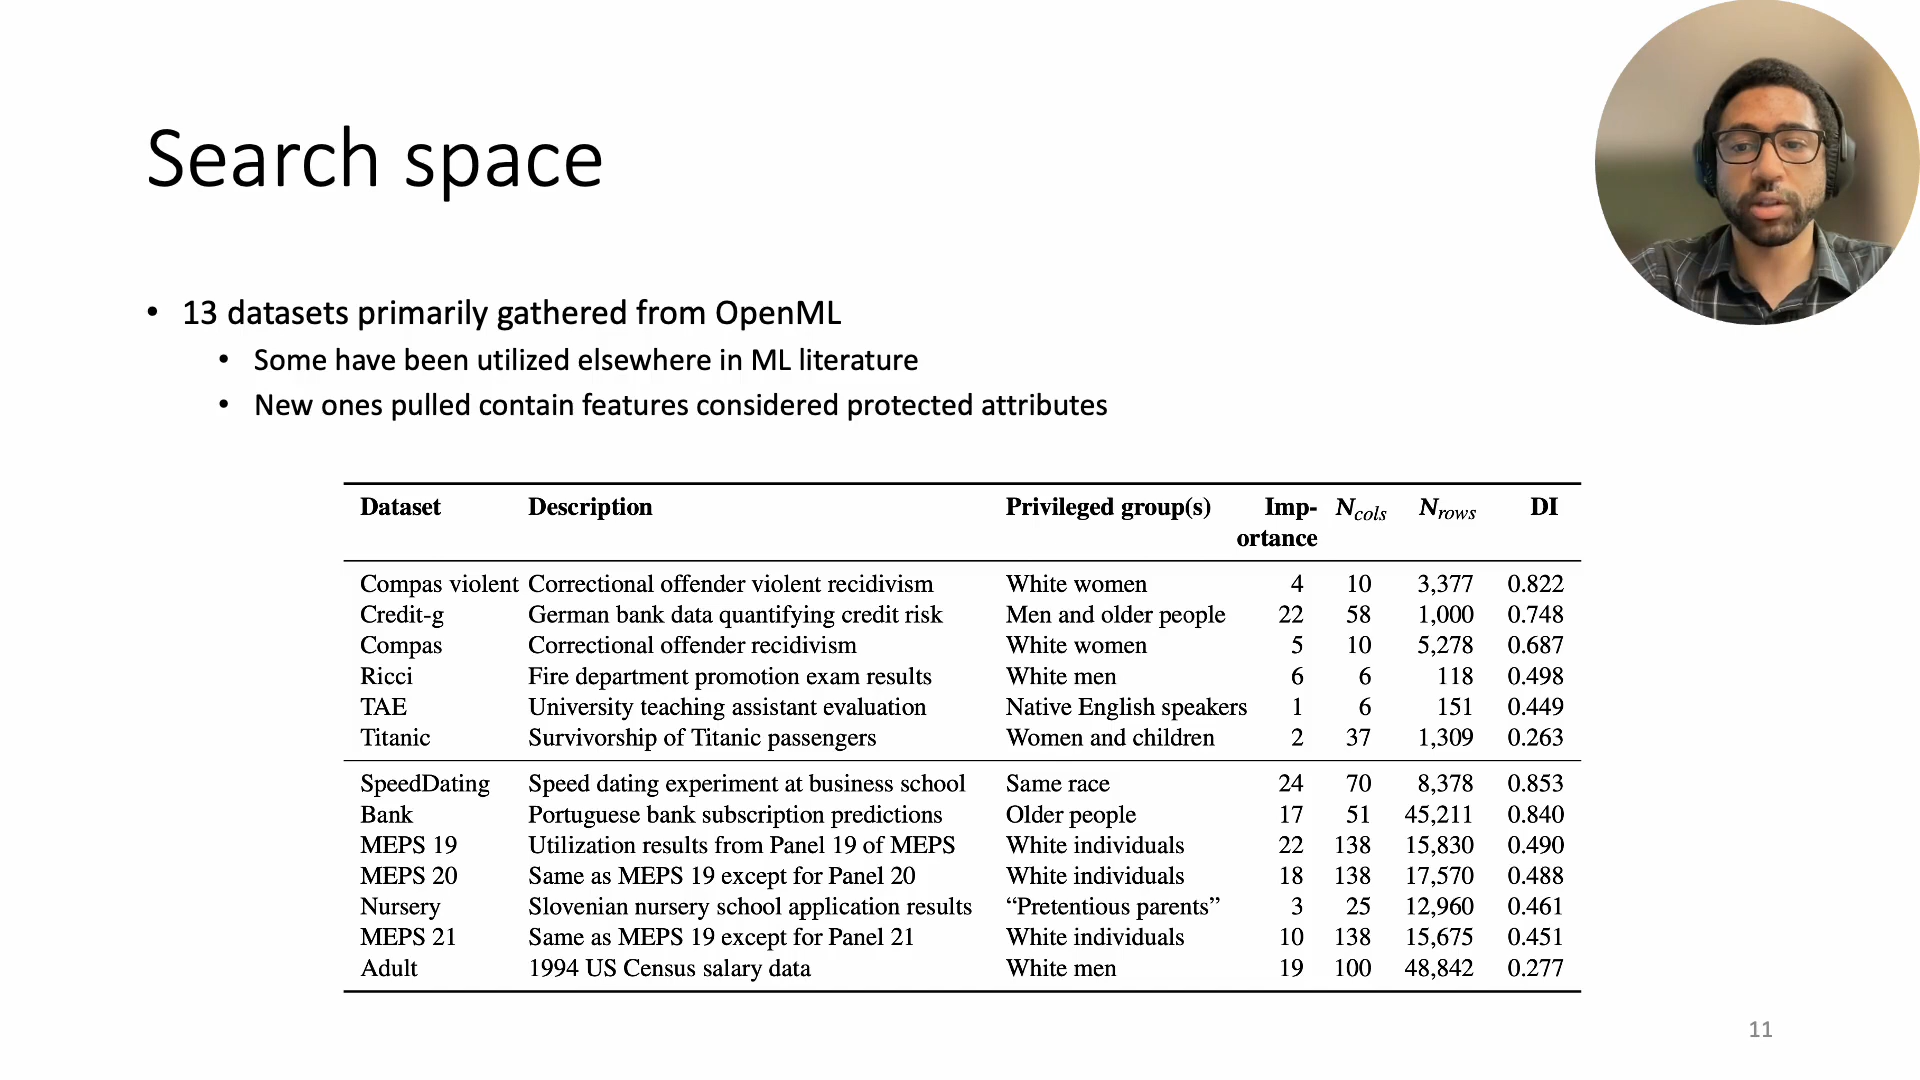 Search space
• 13 datasets primarily gathered from OpenML
• Some have been utilized elsewhere in ML literature
• New ones pulled contain features considered protected attributes
Dataset Description Privileged group(s) Imp-ortance Ncols Nrows DI
Compas violent Correctional offender violent recidivism White women 4 10 3,377 0.822
Credit-g German bank data quantifying credit risk Men and older people 22 58 1,000 0.748
Compas Correctional offender recidivism White women 5 10 5,278 0.687
Ricci Fire department promotion exam results White men 6 6 118 0.498
TAE University teaching assistant evaluation Native English speakers 1 6 151 0.449
Titanic Survivorship of Titanic passengers Women and children 2 37 1,309 0.263
SpeedDating Speed dating experiment at business school Same race 24 70 8,378 0.853
Bank Portuguese bank subscription predictions Older people 17 51 45,211 0.840
MEPS 19 Utilization results from Panel 19 of MEPS White individuals 22 138 15,830 0.490
MEPS 20 Same as MEPS 19 except for Panel 20 White individuals 18 138 17,570 0.488
Nursery Slovenian nursery school application results “Pretentious parents” 3 25 12,960 0.461
MEPS 21 Same as MEPS 19 except for Panel 21 White individuals 10 138 15,675 0.451
Adult 1994 US Census salary data White men 19 100 48,842 0.277
11